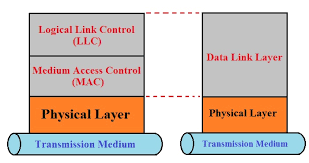 Logical Link Control
(LLC)
Medium Access Control
(MAC)
Physical Layer
Transmission Medium
Data Link Layer
Physical Layer
Transmission Medium